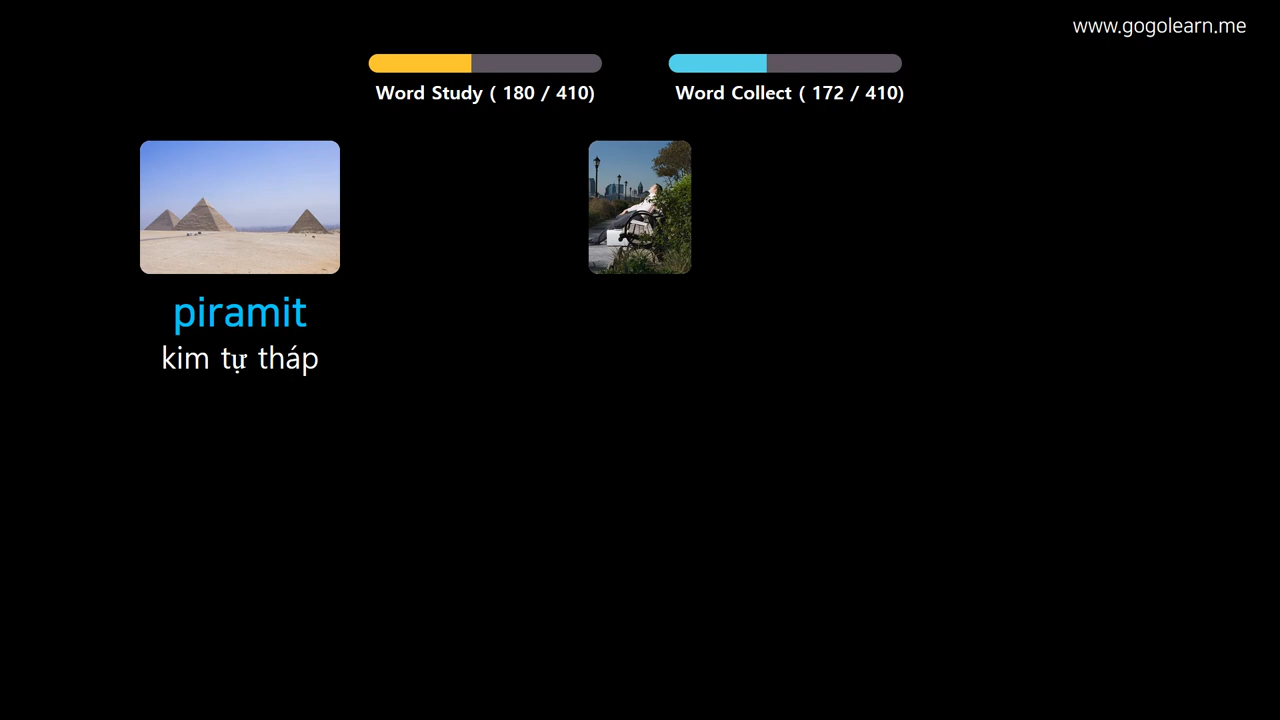 www.gogolearn.me
Word Study ( 180 / 410)
Word Collect ( 172 / 410)
piramit
kim tự tháp